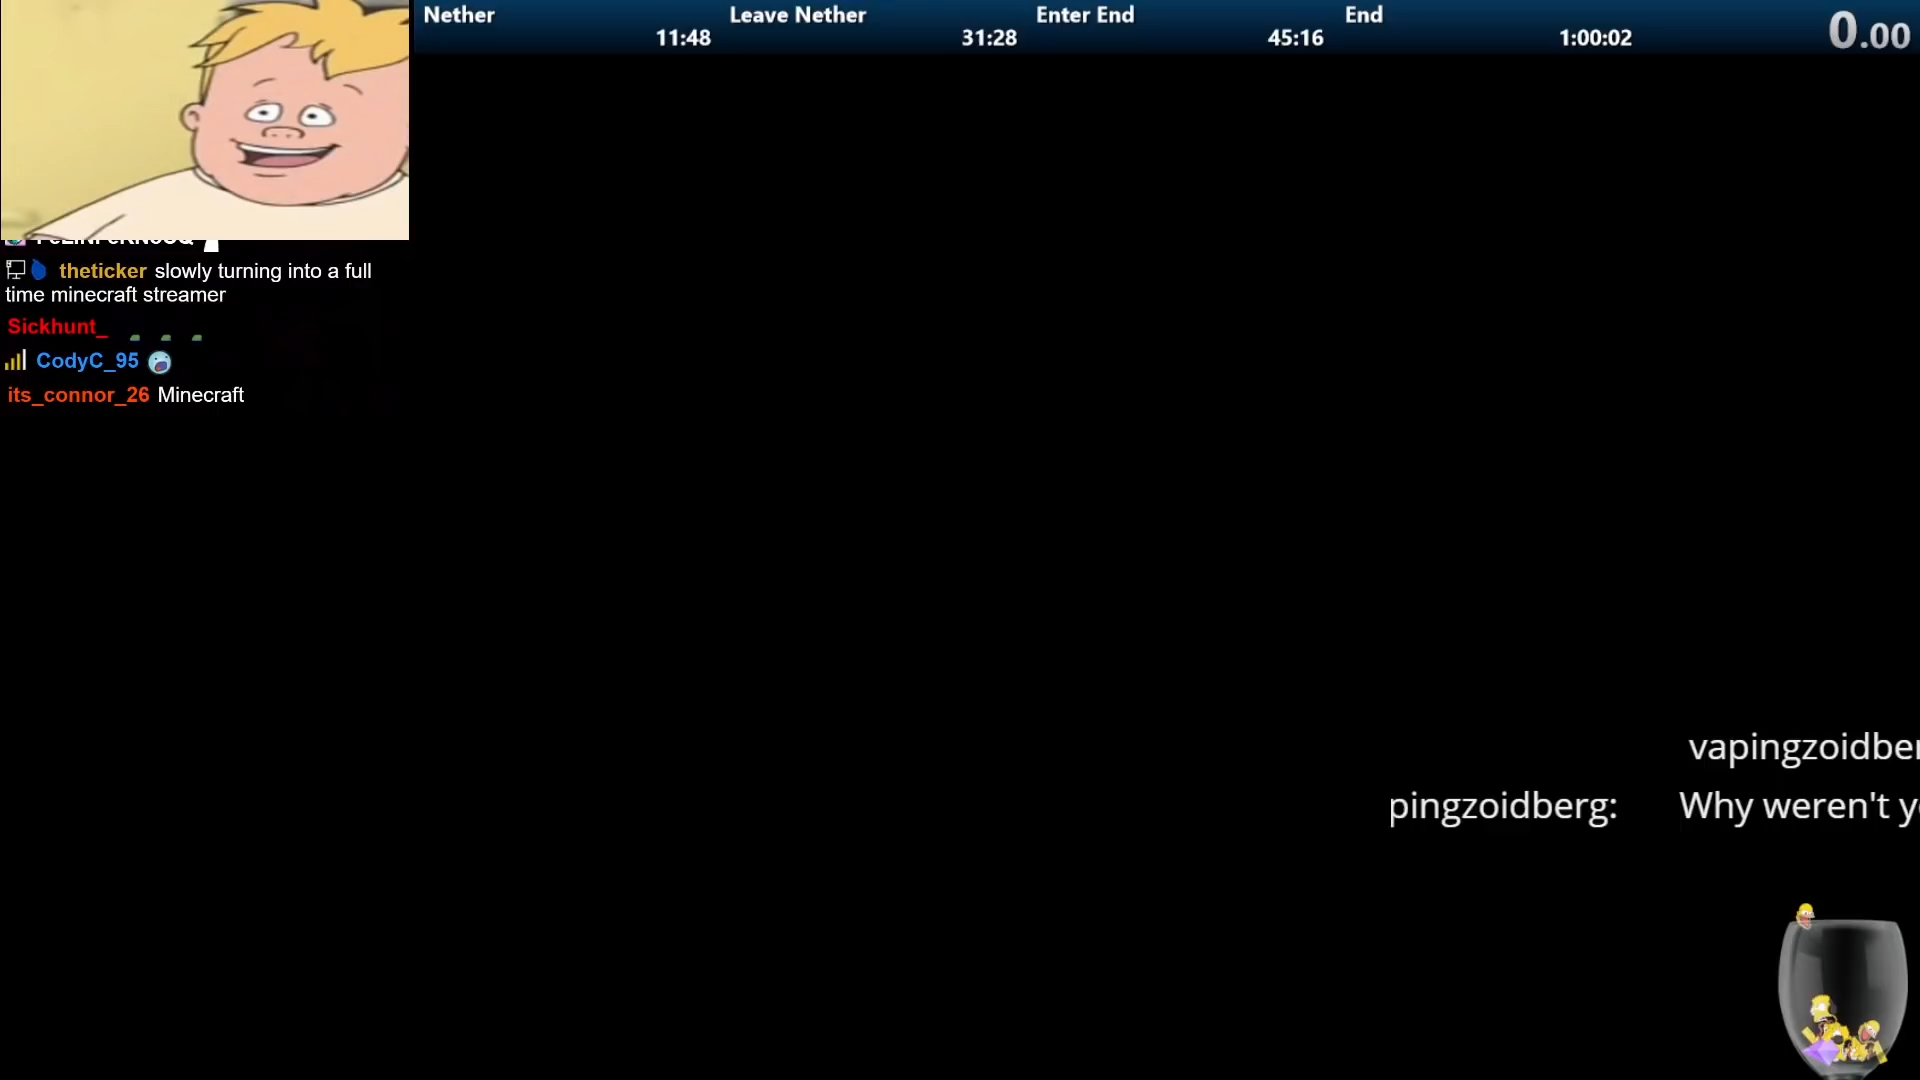 Nether
Leave Nether
Enter End
End
11:48
31:28
45:16
1:00:02
0.00
theticker slowly turning into a full
time minecraft streamer
Sickhunt_
CodyC_95
its_connor_26 Minecraft
vapingzoidber
pingzoidberg: Why weren't y